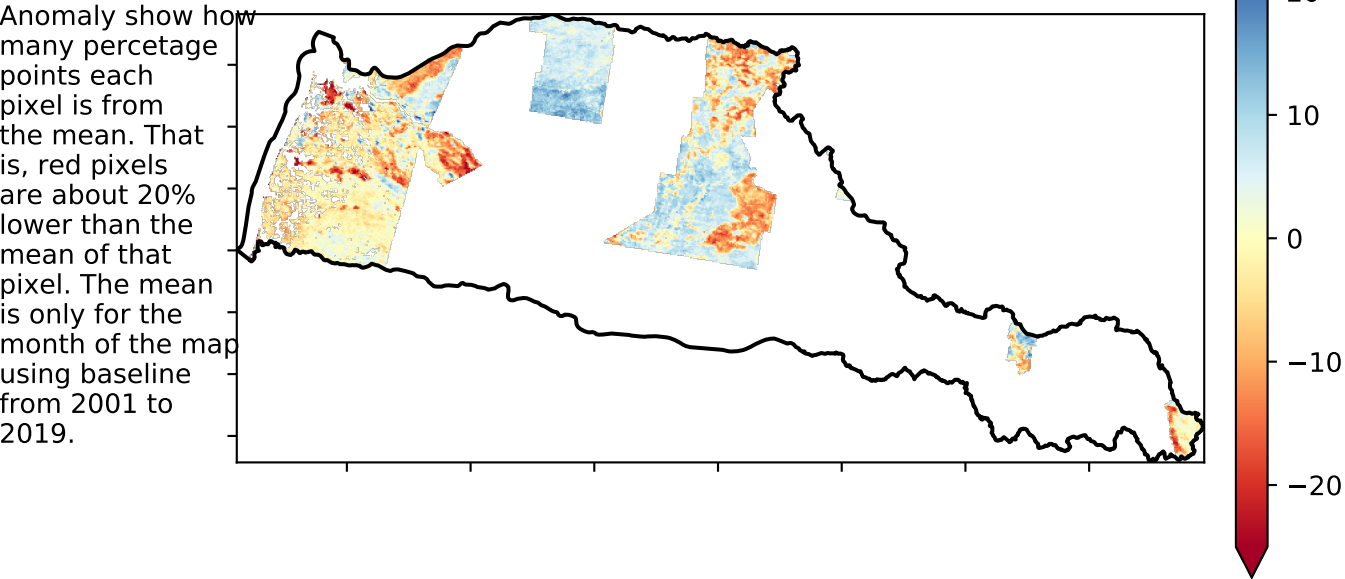 Anomaly show how
many percetage
points each
pixel is from
the mean. That
is, red pixels
are about 20%
lower than the
mean of that
pixel. The mean
is only for the
month of the map
using baseline
from 2001 to
2019.
10
0
−10
−20